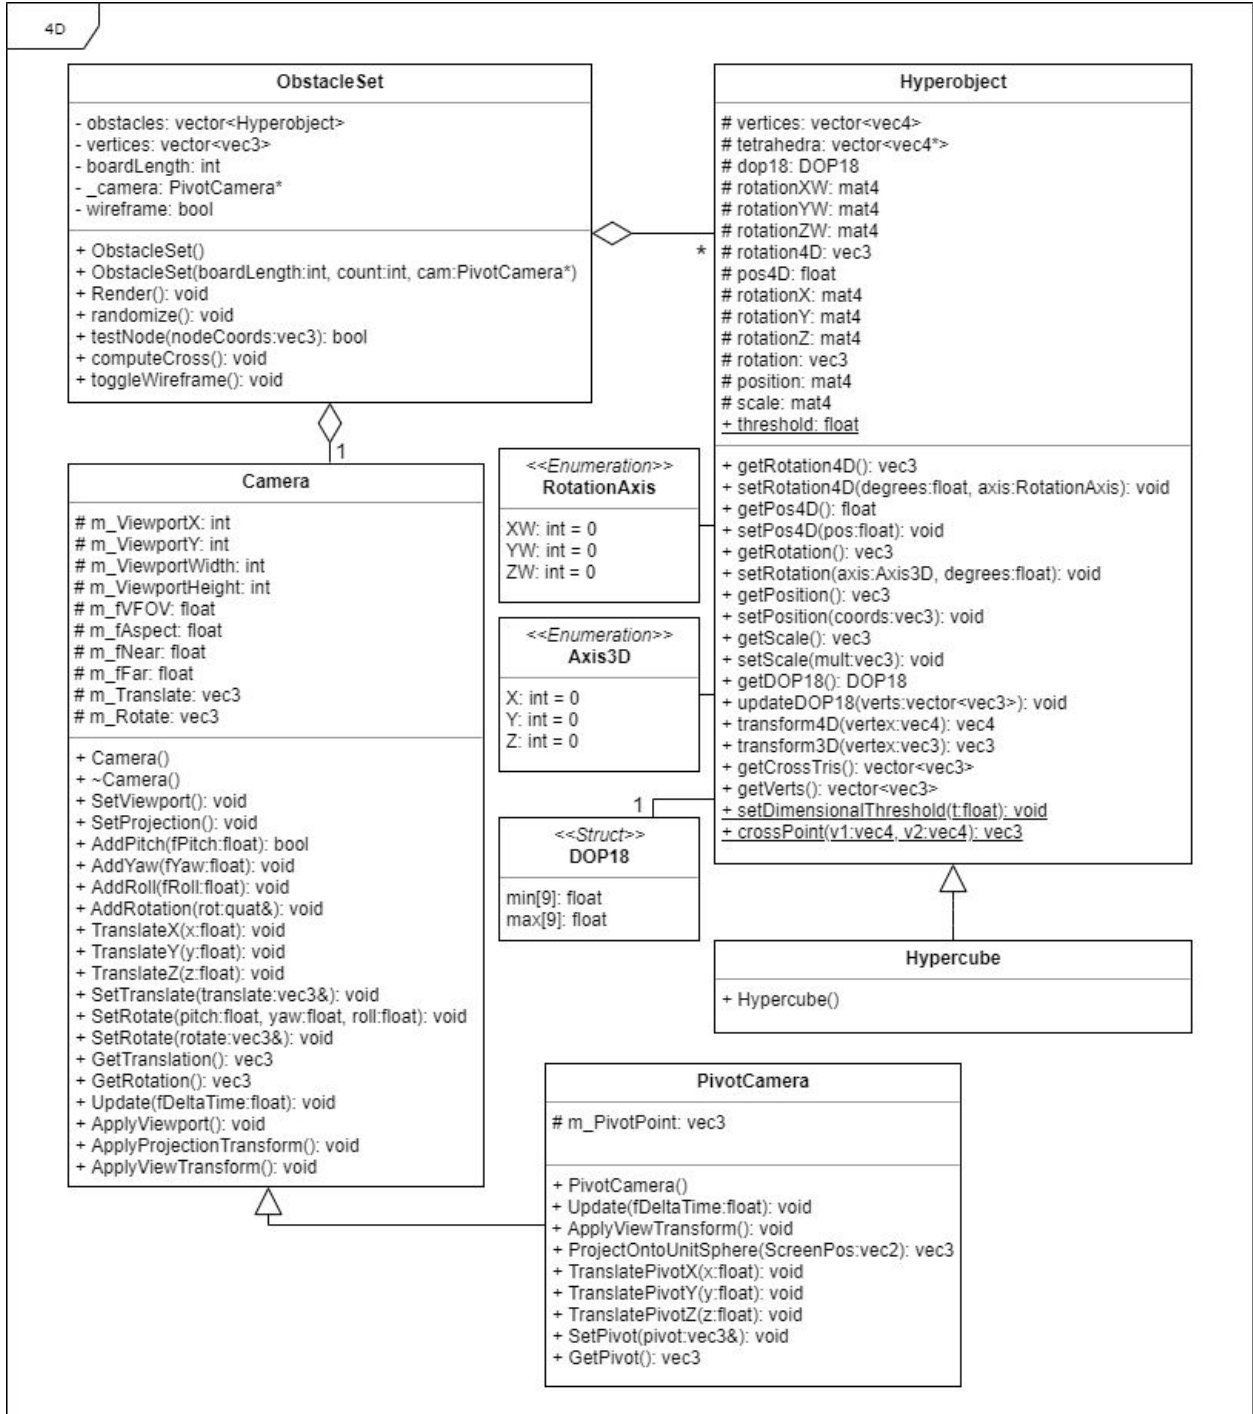 4D
ObstacleSet
- obstacles: vector<Hyperobject>
- vertices: vector<vec3>
- boardLength: int
- _camera: PivotCamera*
- wireframe: bool
+ ObstacleSet()
+ ObstacleSet(boardLength:int, count:int, cam:PivotCamera*)
+ Render(): void
+ randomize(): void
+ testNode(nodeCoords:vec3): bool
+ computeCross(): void
+ toggleWireframe(): void
*
1
Hyperobject
# vertices: vector<vec4>
# tetrahedra: vector<vec4*>
# dop18: DOP18
# rotationXW: mat4
# rotationYW: mat4
# rotationZW: mat4
# rotation4D: vec3
# pos4D: float
# rotationX: mat4
# rotationY: mat4
# rotationZ: mat4
# rotation: vec3
# position: mat4
# scale: mat4
+ threshold: float
+ getRotation4D(): vec3
+ setRotation4D(degrees:float, axis:RotationAxis): void
+ getPos4D(): float
+ setPos4D(pos:float): void
+ getRotation(): vec3
+ setRotation(axis:Axis3D, degrees:float): void
+ getPosition(): vec3
+ setPosition(coords:vec3): void
+ getScale(): vec3
+ setScale(mult:vec3): void
+ getDOP18(): DOP18
+ updateDOP18(verts:vector<vec3>): void
+ transform4D(vertex:vec4): vec4
+ transform3D(vertex:vec3): vec3
+ getCrossTris(): vector<vec3>
+ getVerts(): vector<vec3>
+ setDimensionalThreshold(t:float): void
+ crossPoint(v1:vec4, v2:vec4): vec3
Camera
# m_ViewportX: int
# m_ViewportY: int
# m_ViewportWidth: int
# m_ViewportHeight: int
# m_fVFOV: float
# m_fAspect: float
# m_fNear: float
# m_fFar: float
# m_Translate: vec3
# m_Rotate: vec3
+ Camera()
+ ~Camera()
+ SetViewport(): void
+ SetProjection(): void
+ AddPitch(fPitch:float): bool
+ AddYaw(fYaw:float): void
+ AddRoll(fRoll:float): void
+ AddRotation(rot:quat&): void
+ TranslateX(x:float): void
+ TranslateY(y:float): void
+ TranslateZ(z:float): void
+ SetTranslate(translate:vec3&): void
+ SetRotate(pitch:float, yaw:float, roll:float): void
+ SetRotate(rotate:vec3&): void
+ GetTranslation(): vec3
+ GetRotation(): vec3
+ Update(fDeltaTime:float): void
+ ApplyViewport(): void
+ ApplyProjectionTransform(): void
+ ApplyViewTransform(): void
<<Enumeration>>
RotationAxis
XW: int = 0
YW: int = 0
ZW: int = 0
<<Enumeration>>
Axis3D
X: int = 0
Y: int = 0
Z: int = 0
1
<<Struct>>
DOP18
min[9]: float
max[9]: float
Hypercube
+ Hypercube()
PivotCamera
# m_PivotPoint: vec3
+ PivotCamera()
+ Update(fDeltaTime:float): void
+ ApplyViewTransform(): void
+ ProjectOntoUnitSphere(ScreenPos:vec2): vec3
+ TranslatePivotX(x:float): void
+ TranslatePivotY(y:float): void
+ TranslatePivotZ(z:float): void
+ SetPivot(pivot:vec3&): void
+ GetPivot(): vec3